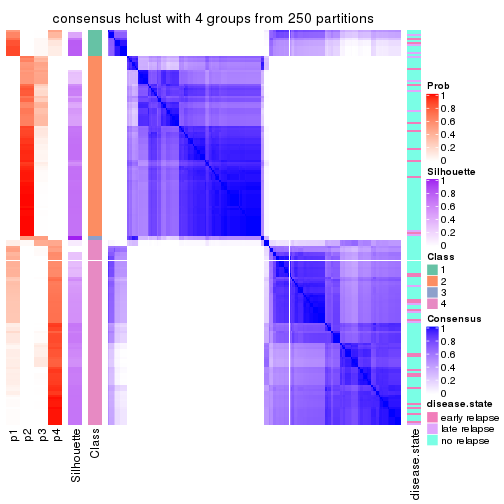 consensus hclust with 4 groups from 250 partitions
Prob
1
0.8
0.6
0.4
0.2
0
Silhouette
1
0.8
0.6
0.4
0.2
0
Class
1
2
3
4
Consensus
1
0.8
0.6
0.4
0.2
0
disease.state
early relapse
late relapse
no relapse
p1
p2
p3
p4
Silhouette
Class
disease.state